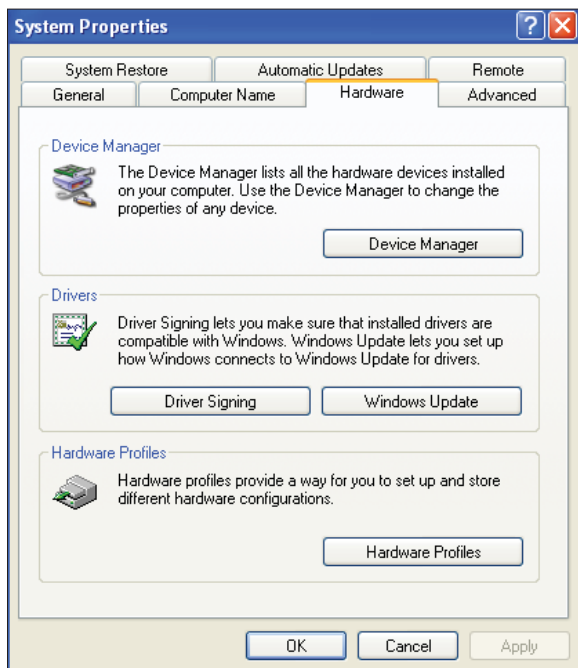 System Properties
System Restore Automatic Updates Remote
General Computer Name Hardware Advanced
Device Manager
The Device Manager lists all the hardware devices installed
on your computer. Use the Device Manager to change the
properties of any device.
Device Manager
Drivers
Driver Signing lets you make sure that installed drivers are
compatible with Windows. Windows Update lets you set up
how Windows connects to Windows Update for drivers.
Driver Signing Windows Update
Hardware Profiles
Hardware profiles provide a way for you to set up and store
different hardware configurations.
Hardware Profiles
OK Cancel Apply